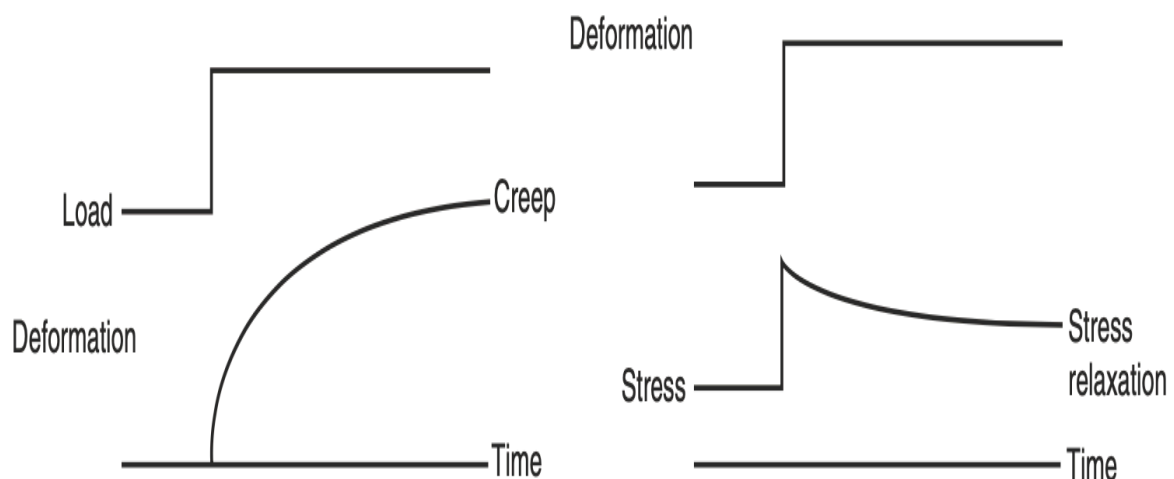 Load
Creep
Deformation
Time
Deformation
Stress
Stress
relaxation
Time